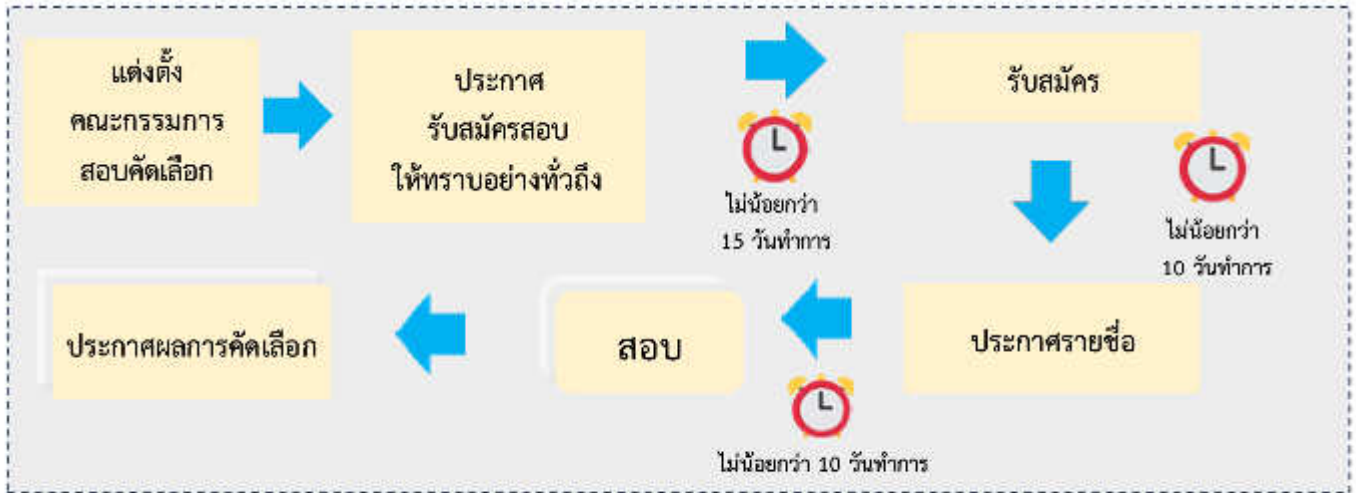 แต่งตั้ง
คณะกรรมการ
สอบคัดเลือก
ประกาศ
รับสมัครสอบ
ให้ทราบอย่างทั่วถึง
ไม่น้อยกว่า
15 วันทำการ
รับสมัคร
ไม่น้อยกว่า
10 วันทำการ
ประกาศรายชื่อ
ไม่น้อยกว่า 10 วันทำการ
สอบ
ประกาศผลการคัดเลือก